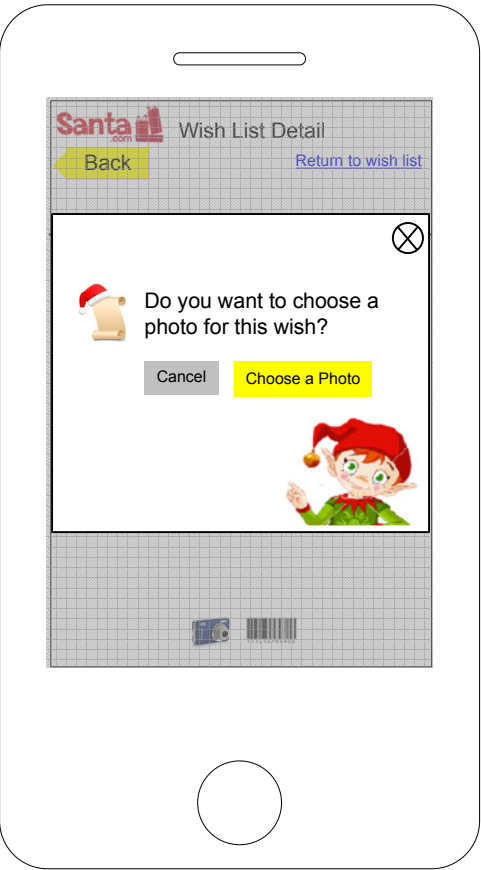 Santa
.com
Wish List Detail
Back
Return to wish list
Do you want to choose a
photo for this wish?
Cancel
Choose a Photo